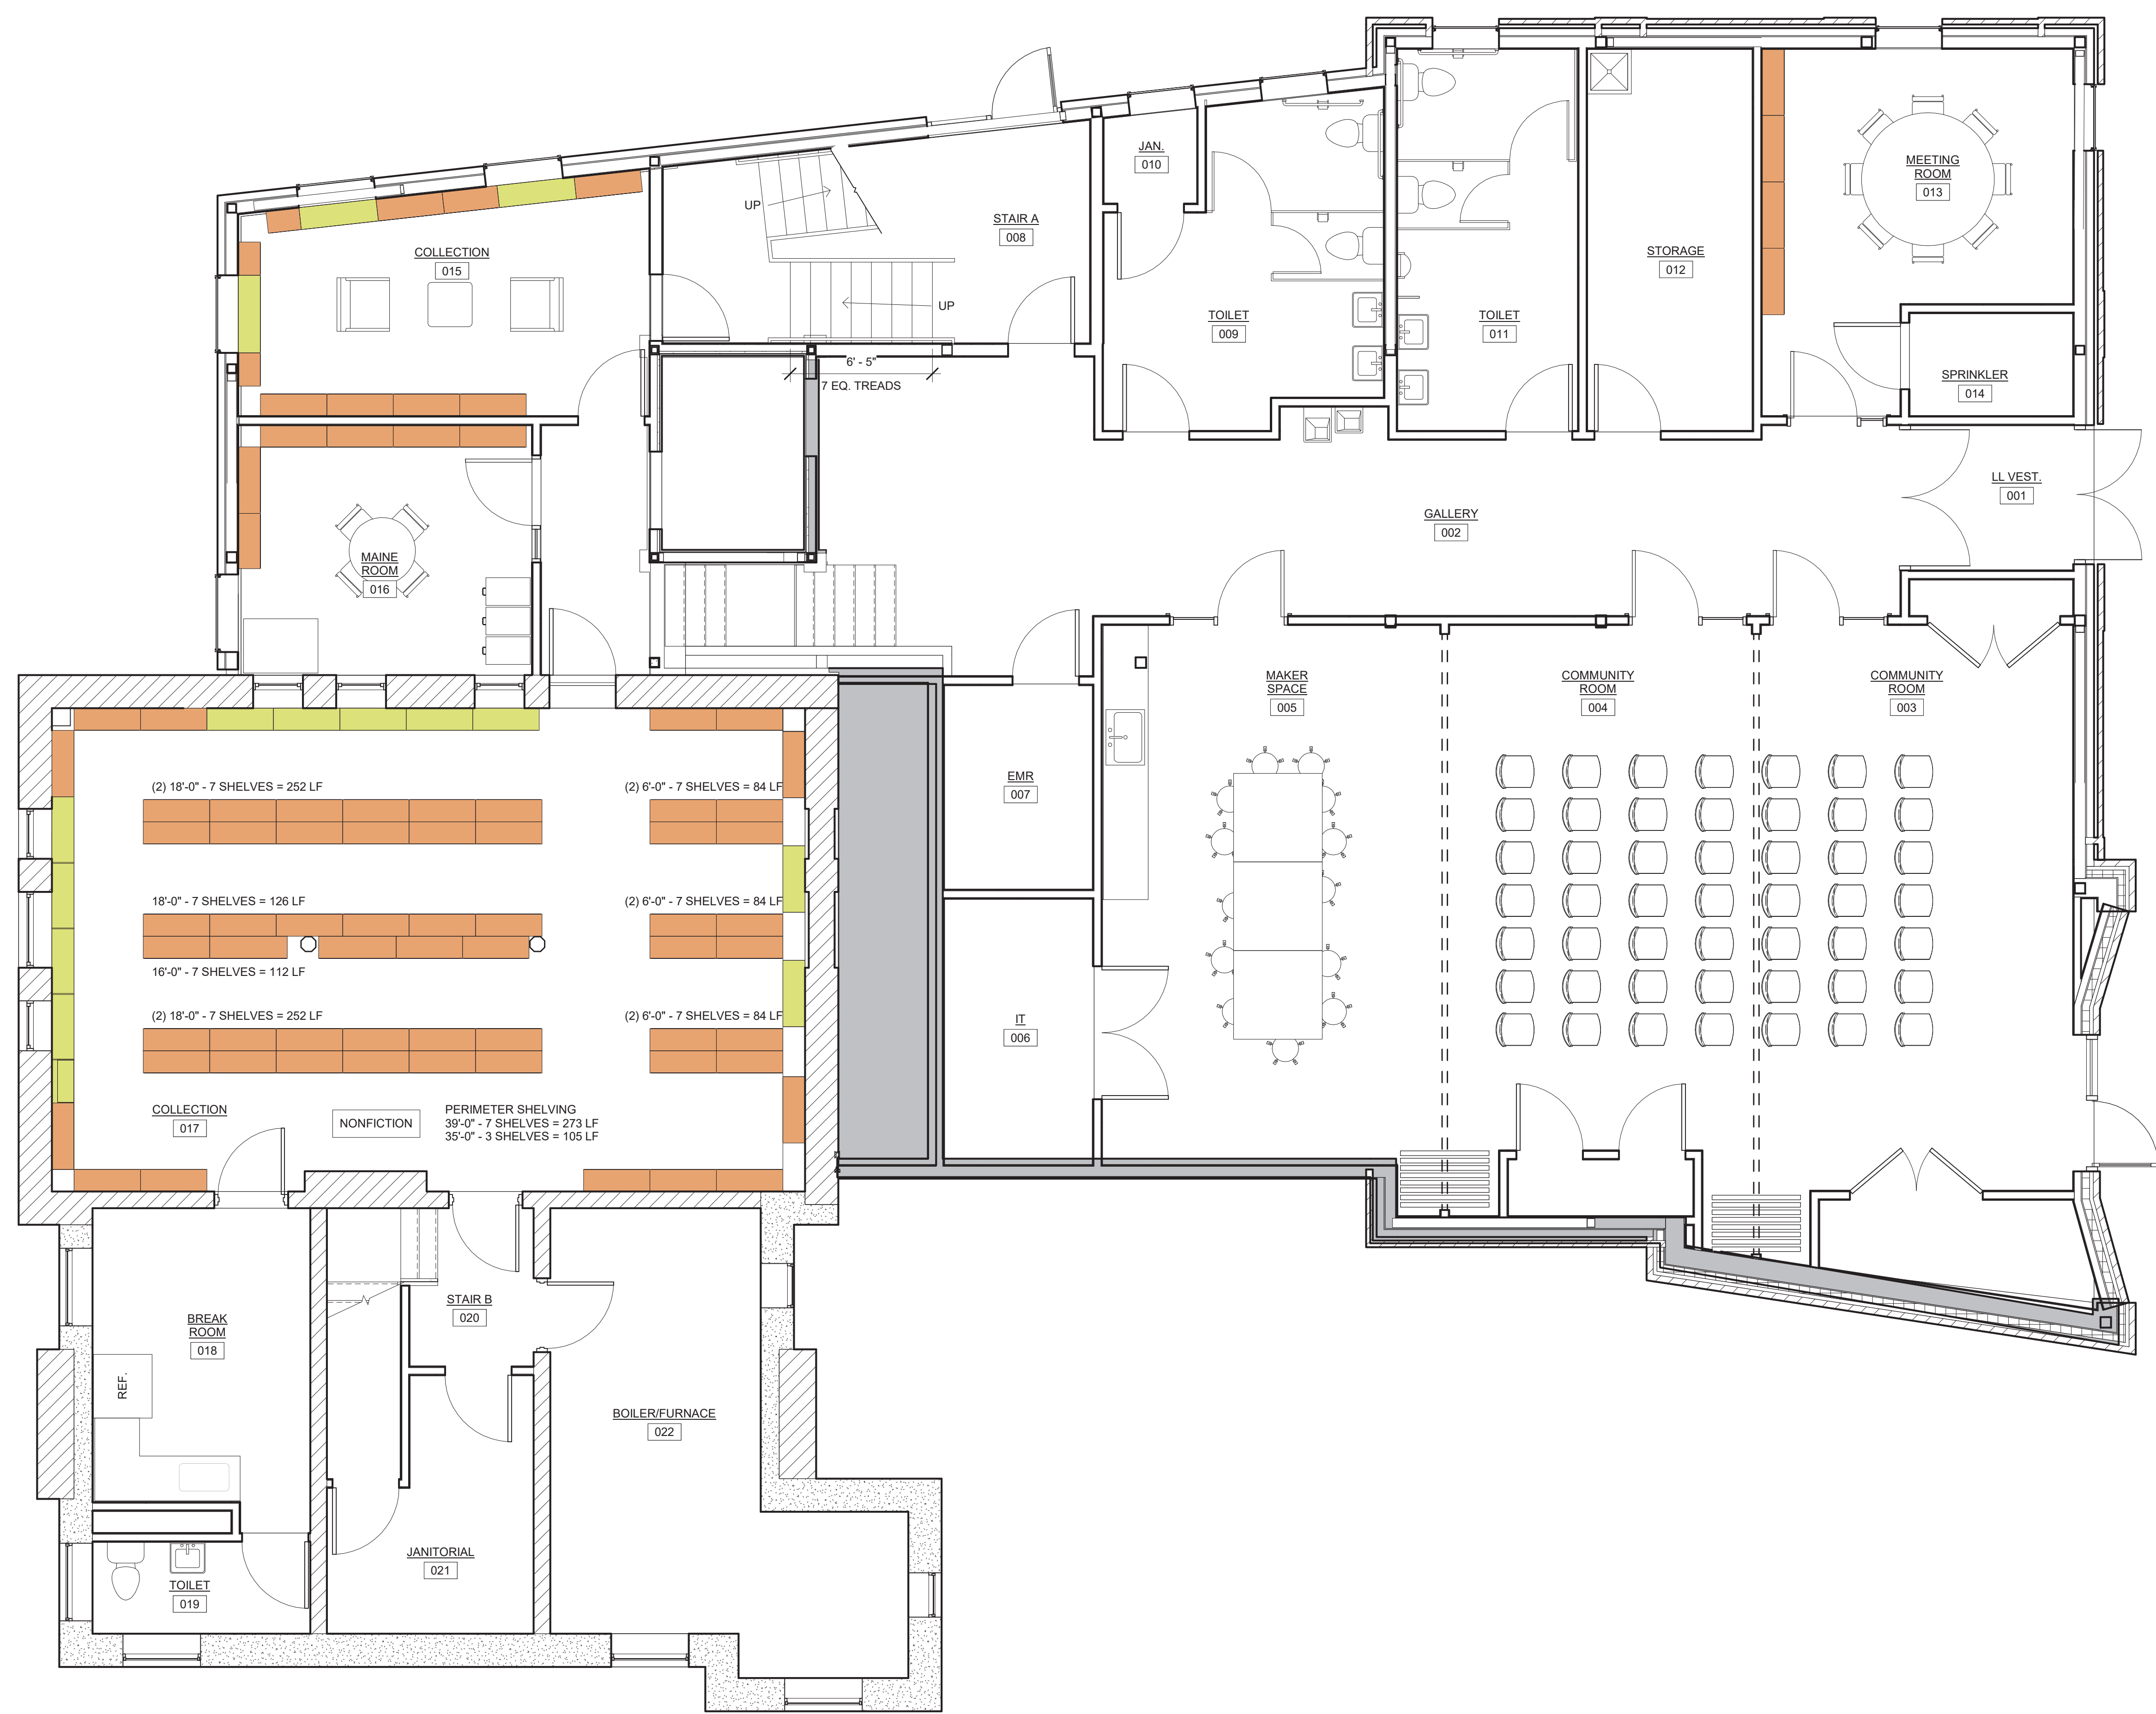 JAN.
010
UP
STAIR A
008
UP
6' - 5"
7 EQ. TREADS
COLLECTION
015
TOILET
009
TOILET
011
STORAGE
012
MEETING
ROOM
013
SPRINKLER
014
LL VEST.
001
GALLERY
002
MAINE
ROOM
016
MAKER
SPACE
005
COMMUNITY
ROOM
004
COMMUNITY
ROOM
003
EMR
007
IT
006
(2) 18'-0" - 7 SHELVES = 252 LF
(2) 6'-0" - 7 SHELVES = 84 LF
18'-0" - 7 SHELVES = 126 LF
(2) 6'-0" - 7 SHELVES = 84 LF
16'-0" - 7 SHELVES = 112 LF
(2) 18'-0" - 7 SHELVES = 252 LF
(2) 6'-0" - 7 SHELVES = 84 LF
COLLECTION
017
NONFICTION
PERIMETER SHELVING
39'-0" - 7 SHELVES = 273 LF
35'-0" - 3 SHELVES = 105 LF
BREAK
ROOM
018
REF.
STAIR B
020
BOILER/FURNACE
022
JANITORIAL
021
TOILET
019